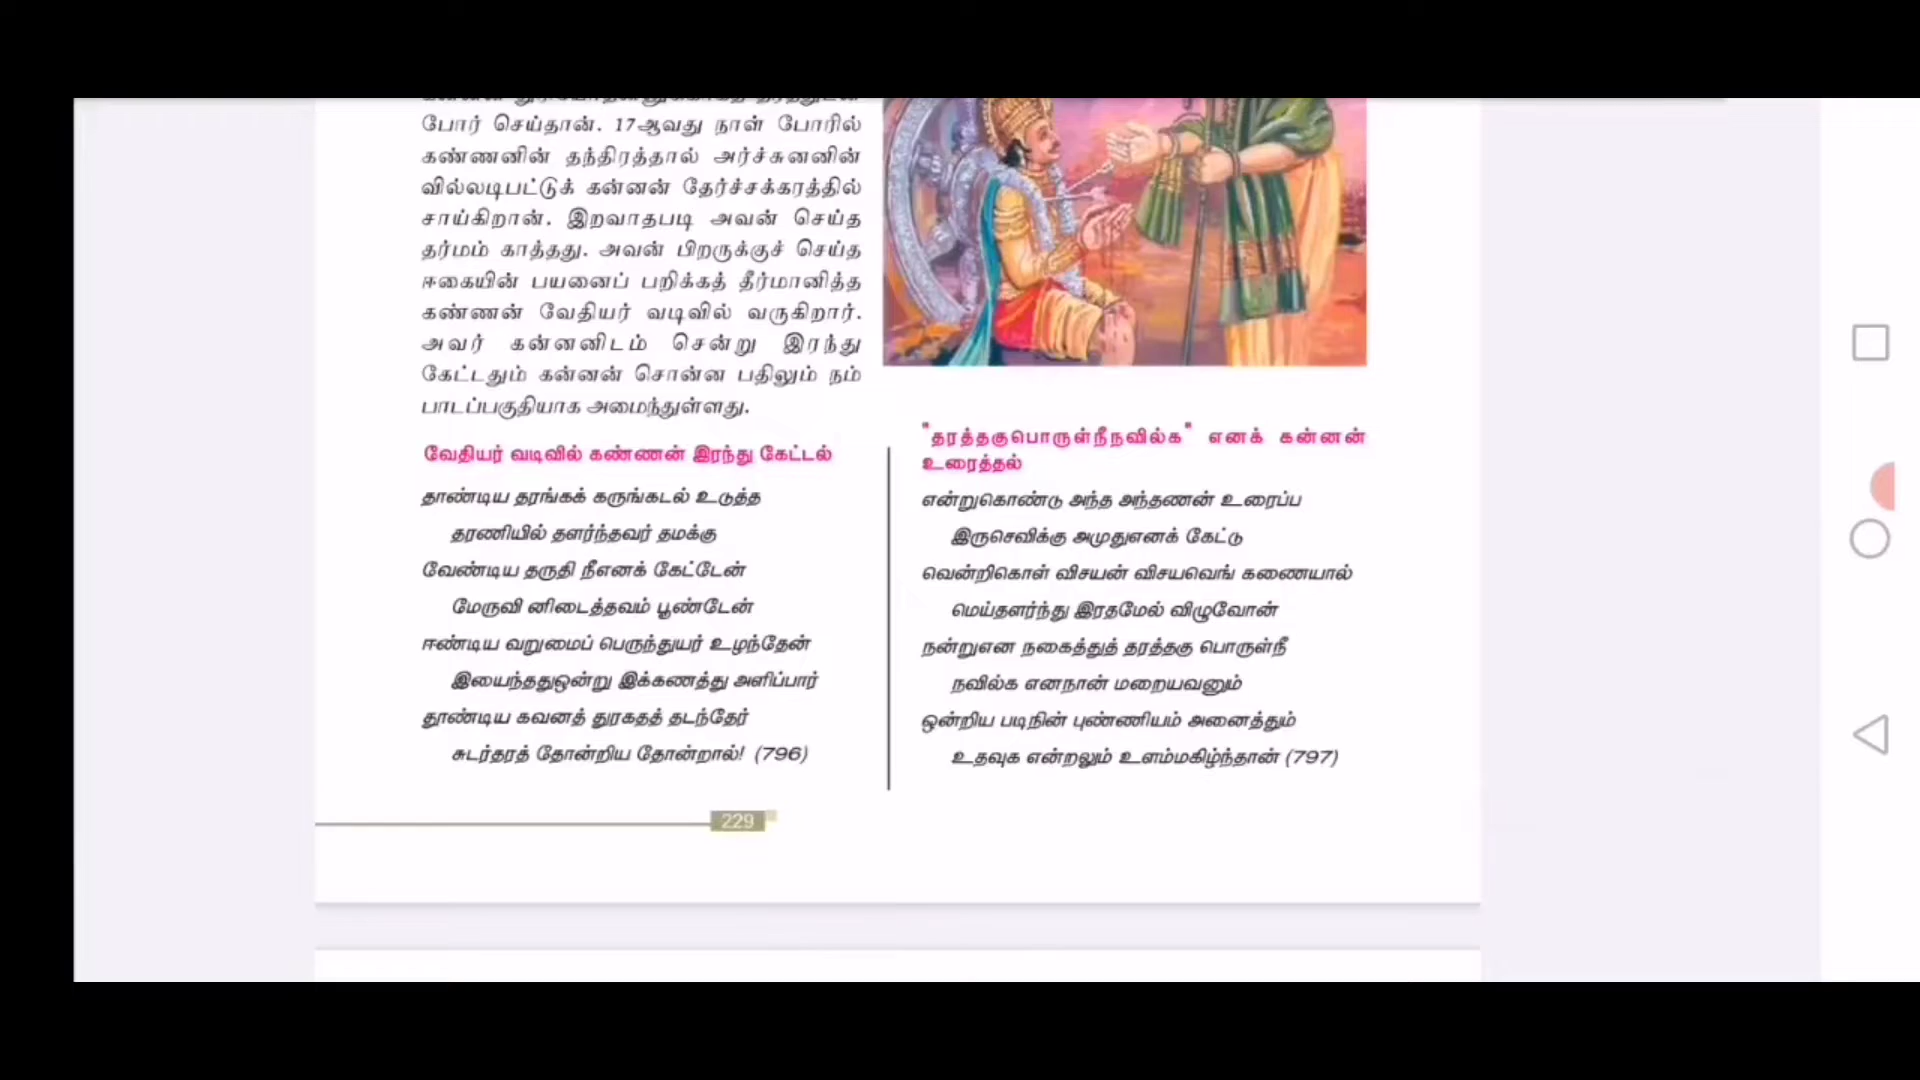 போர் செய்தான். 17ஆவது நாள் போரில்
கண்ணனின் தந்திரத்தால் அர்ச்சுனனின்
வில்லடிபட்டுக் கன்னன் தேர்ச்சக்கரத்தில்
சாய்கிறான். இறவாதபடி அவன் செய்த
தர்மம் காத்தது. அவன் பிறருக்குச் செய்த
ஈகையின் பயனைப் பறிக்கத் தீர்மானித்த
கண்ணன் வேதியர் வடிவில் வருகிறார்.
அவர் கன்னனிடம் சென்று இரந்து
கேட்டதும் கன்னன் சொன்ன பதிலும் நம்
பாடப்பகுதியாக அமைந்துள்ளது.
வேதியர் வடிவில் கண்ணன் இரந்து கேட்டல்
தாண்டிய தரங்கக் கருங்கடல் உடுத்த
தரணியில் தளர்ந்தவர் தமக்கு
வேண்டிய தருதி நீஎனக் கேட்டேன்
மேருவி னிடைத்தவம் பூண்டேன்
ஈண்டிய வறுமைப் பெருந்துயர் உழந்தேன்
இயைந்ததுஒன்று இக்கணத்து அளிப்பார்
தூண்டிய கவனத் துரகதத் தடந்தேர்
சுடர்தரத் தோன்றிய தோன்றால்! (796)
"தரத்தகுபொருள்நீநவில்க" எனக் கன்னன்
உரைத்தல்
என்றுகொண்டு அந்த அந்தணன் உரைப்ப
இருசெவிக்கு அமுதுஎனக் கேட்டு
வென்றிகொள் விசயன் விசயவெங் கணையால்
மெய்தளர்ந்து இரதமேல் விழுவோன்
நன்றுஎன நகைத்துத் தரத்தகு பொருள்நீ
நவில்க எனநான் மறையவனும்
ஒன்றிய படிநின் புண்ணியம் அனைத்தும்
உதவுக என்றலும் உளம்மகிழ்ந்தான் (797)
229